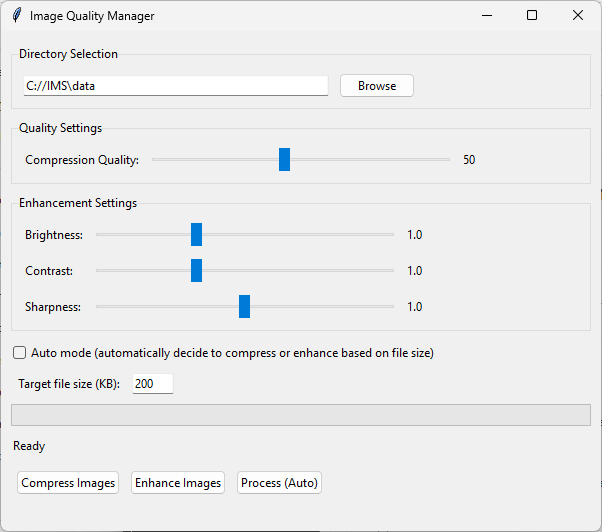 Image Quality Manager
Directory Selection
C://IMS\data
Browse
Quality Settings
Compression Quality: 50
Enhancement Settings
Brightness: 1.0
Contrast: 1.0
Sharpness: 1.0
Auto mode (automatically decide to compress or enhance based on file size)
Target file size (KB): 200
Ready
Compress Images Enhance Images Process (Auto)